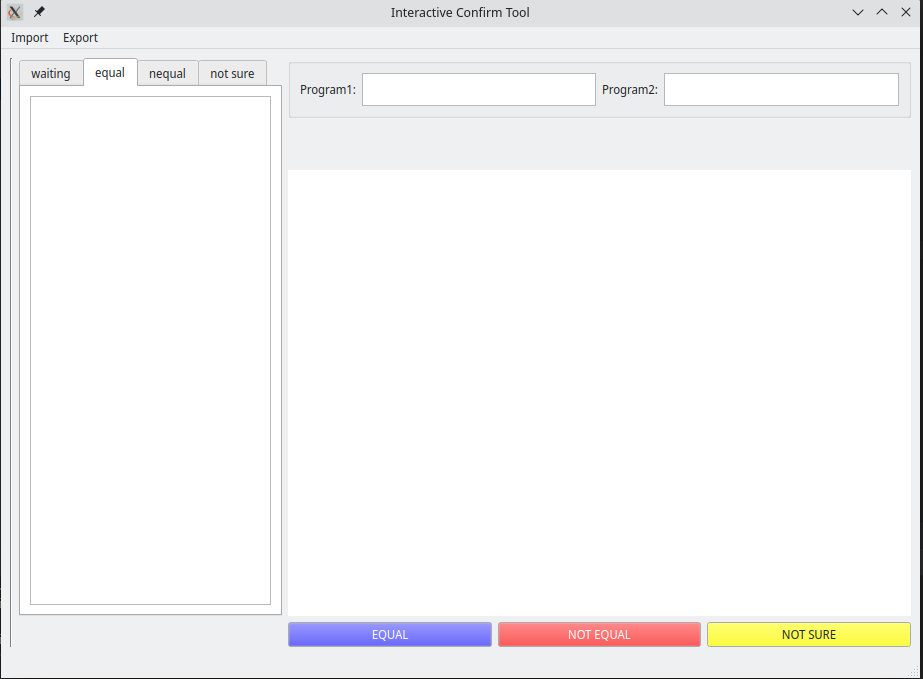 Interactive Confirm Tool
Import Export
waiting equal nequal not sure
Program1: Program2:
EQUAL NOT EQUAL NOT SURE